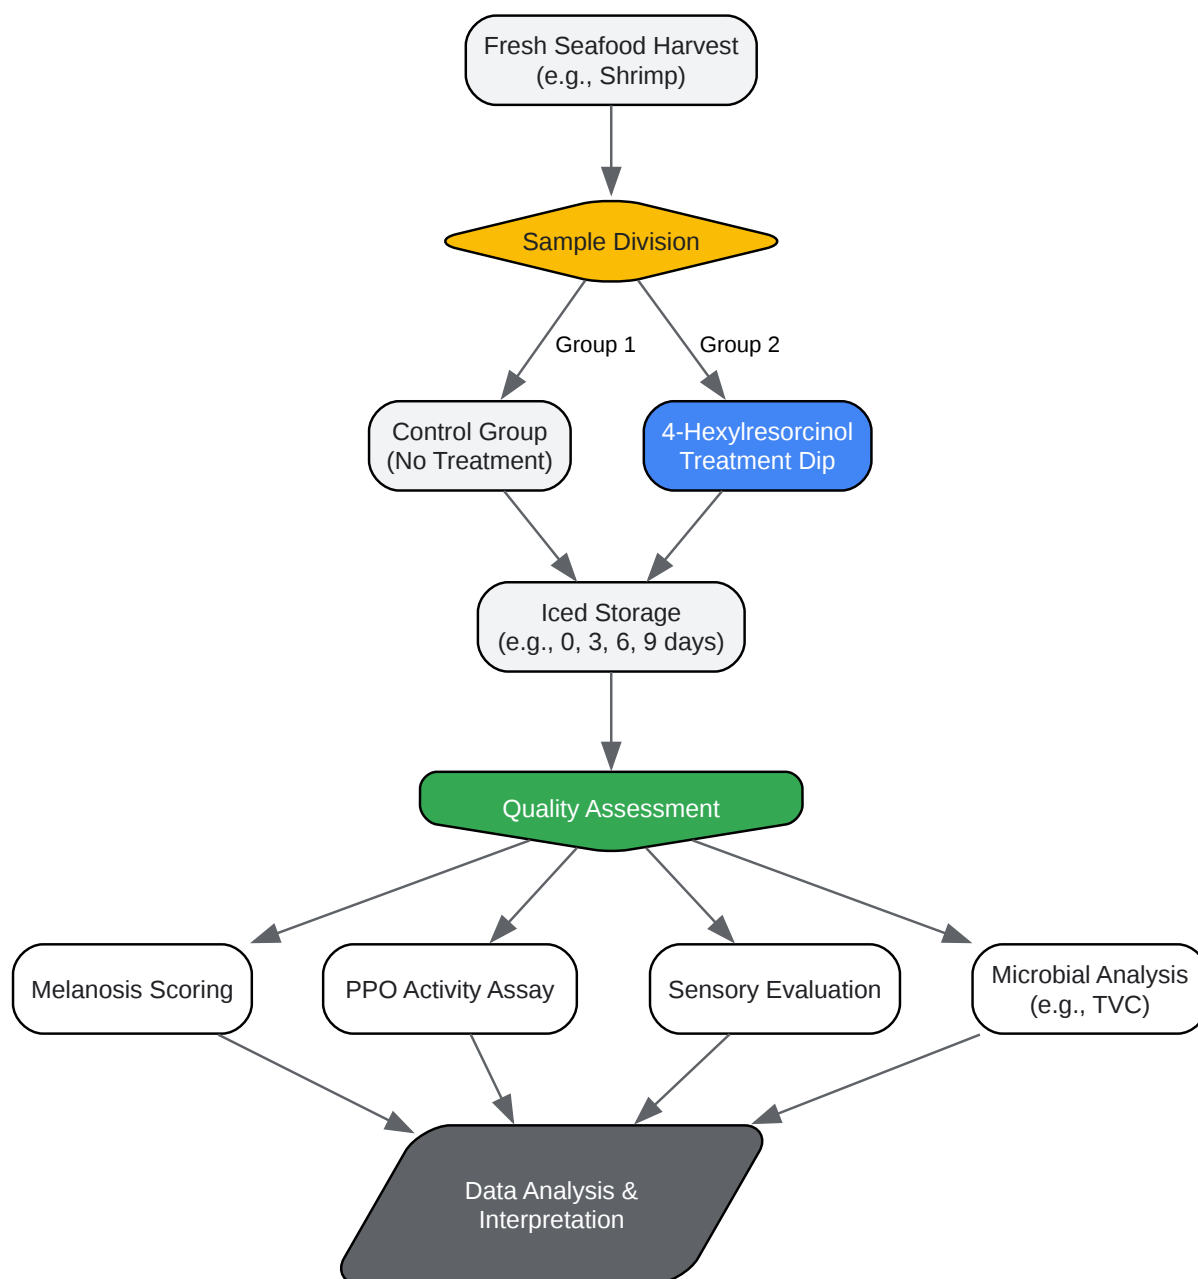 Fresh Seafood Harvest
(e.g., Shrimp)
Sample Division
Group 1
Group 2
Control Group
(No Treatment)
4-Hexylresorcinol
Treatment Dip
Iced Storage
(e.g., 0, 3, 6, 9 days)
Quality Assessment
Melanosis Scoring
PPO Activity Assay
Sensory Evaluation
Microbial Analysis
(e.g., TVC)
Data Analysis &
Interpretation